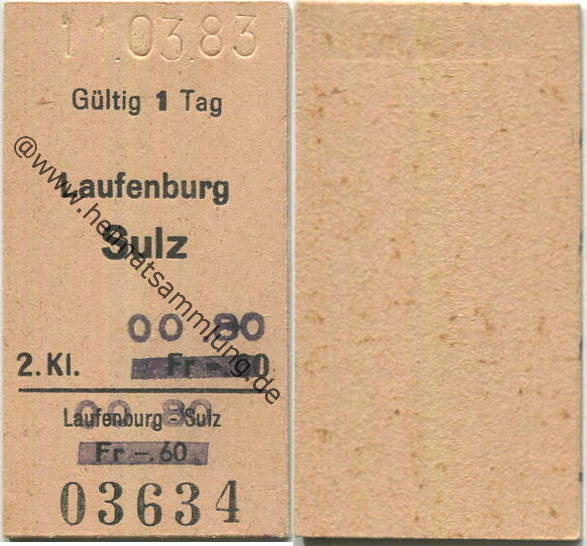 11.03.83
Gültig 1 Tag
Laufenburg
Sulz
00 80
2. Kl. Fr -.60
Laufenburg - Sulz
00 80
Fr -.60
03634
@www.heimatsammlung.de